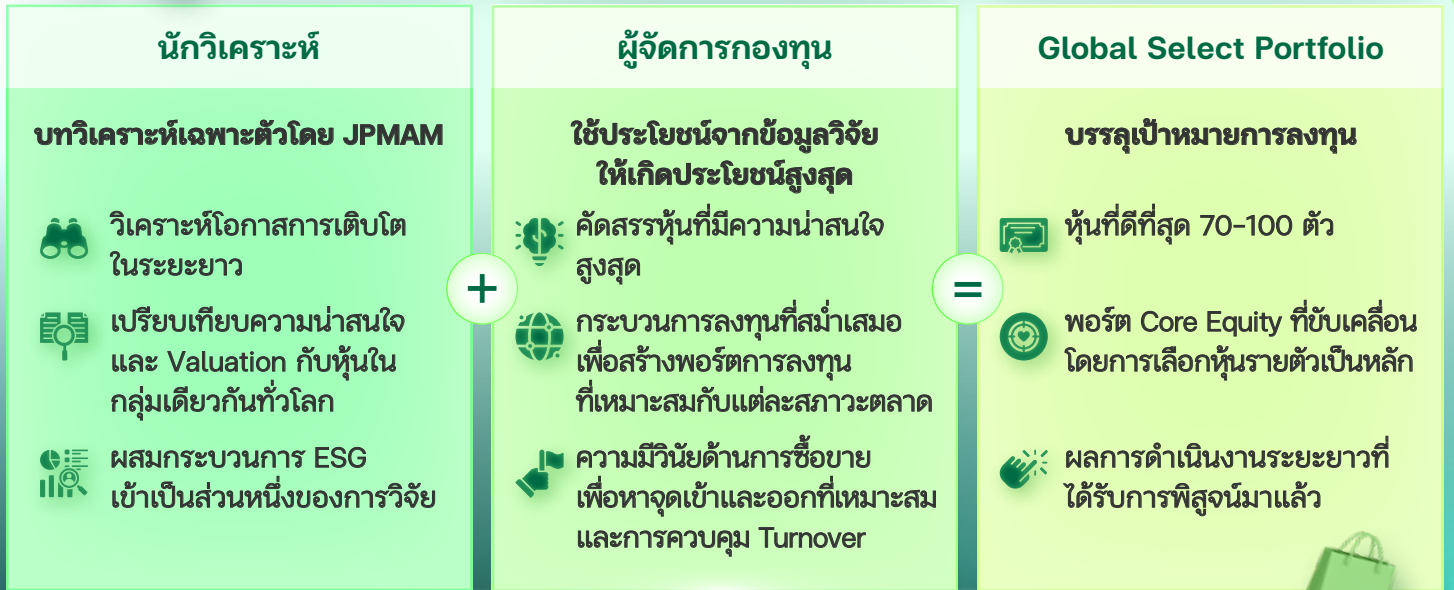 นักวิเคราะห์
บทวิเคราะห์เฉพาะตัวโดย JPMAM
วิเคราะห์โอกาสการเติบโต
ในระยะยาว
เปรียบเทียบความน่าสนใจ
และ Valuation กับหุ้นใน
กลุ่มเดียวกันทั่วโลก
ผสมกระบวนการ ESG
เข้าเป็นส่วนหนึ่งของการวิจัย
+
ผู้จัดการกองทุน
ใช้ประโยชน์จากข้อมูลวิจัย
ให้เกิดประโยชน์สูงสุด
คัดสรรหุ้นที่มีความน่าสนใจ
สูงสุด
กระบวนการลงทุนที่สม่ำเสมอ
เพื่อสร้างพอร์ตการลงทุน
ที่เหมาะสมกับแต่ละสภาวะตลาด
ความมีวินัยด้านการซื้อขาย
เพื่อหาจุดเข้าและออกที่เหมาะสม
และการควบคุม Turnover
=
Global Select Portfolio
บรรลุเป้าหมายการลงทุน
หุ้นที่ดีที่สุด 70-100 ตัว
พอร์ต Core Equity ที่ขับเคลื่อน
โดยการเลือกหุ้นรายตัวเป็นหลัก
ผลการดำเนินงานระยะยาวที่
ได้รับการพิสูจน์มาแล้ว